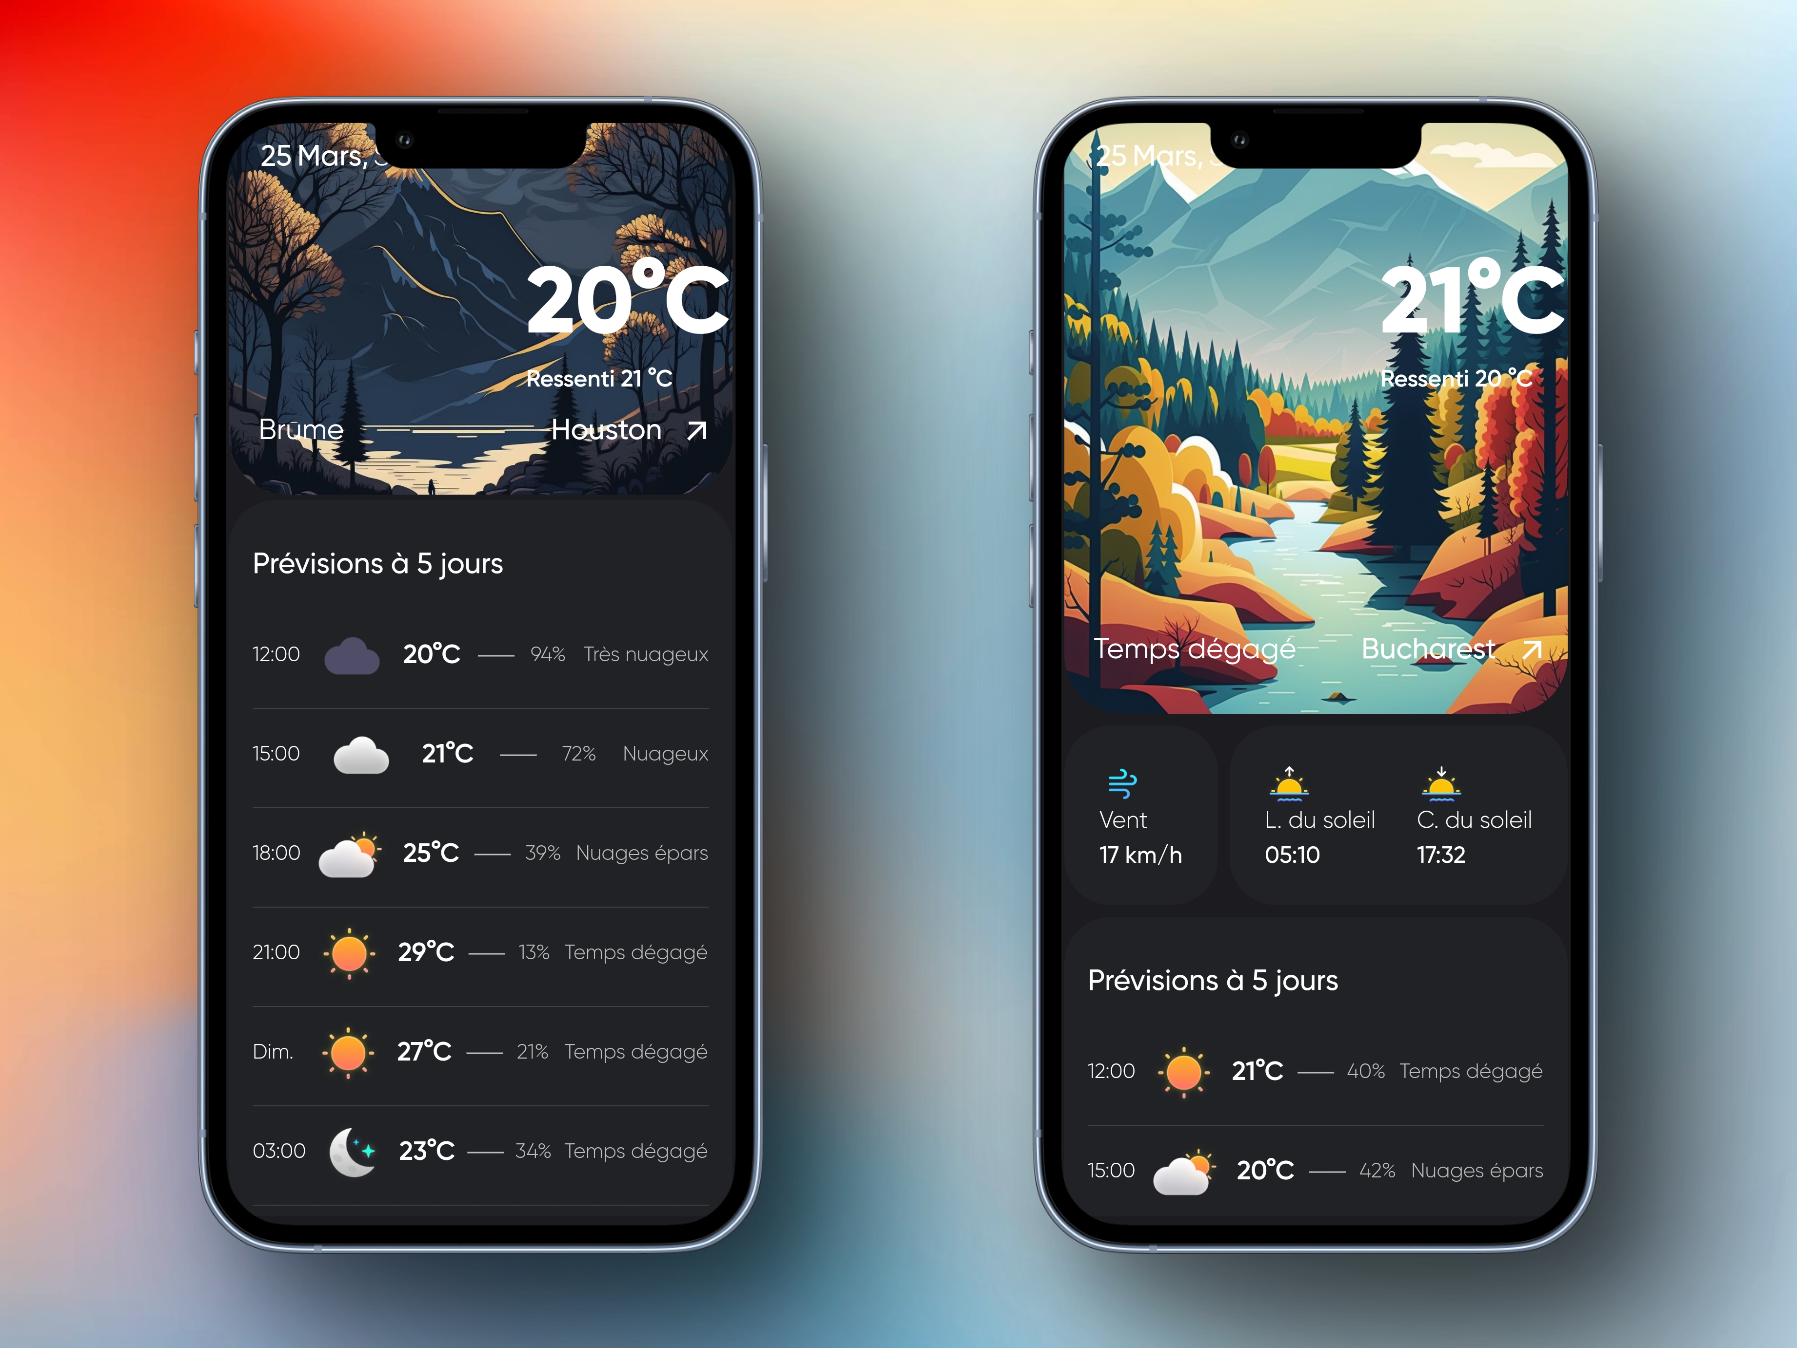 25 Mars,
20°C
Ressenti 21 °C
Brume
Houston
Prévisions à 5 jours
12:00 20°C 94% Très nuageux
15:00 21°C 72% Nuageux
18:00 25°C 39% Nuages épars
21:00 29°C 13% Temps dégagé
Dim. 27°C 21% Temps dégagé
03:00 23°C 34% Temps dégagé
25 Mars,
21°C
Ressenti 20 °C
Temps dégagé
Bucharest
Vent
17 km/h
L. du soleil
05:10
C. du soleil
17:32
Prévisions à 5 jours
12:00 21°C 40% Temps dégagé
15:00 20°C 42% Nuages épars